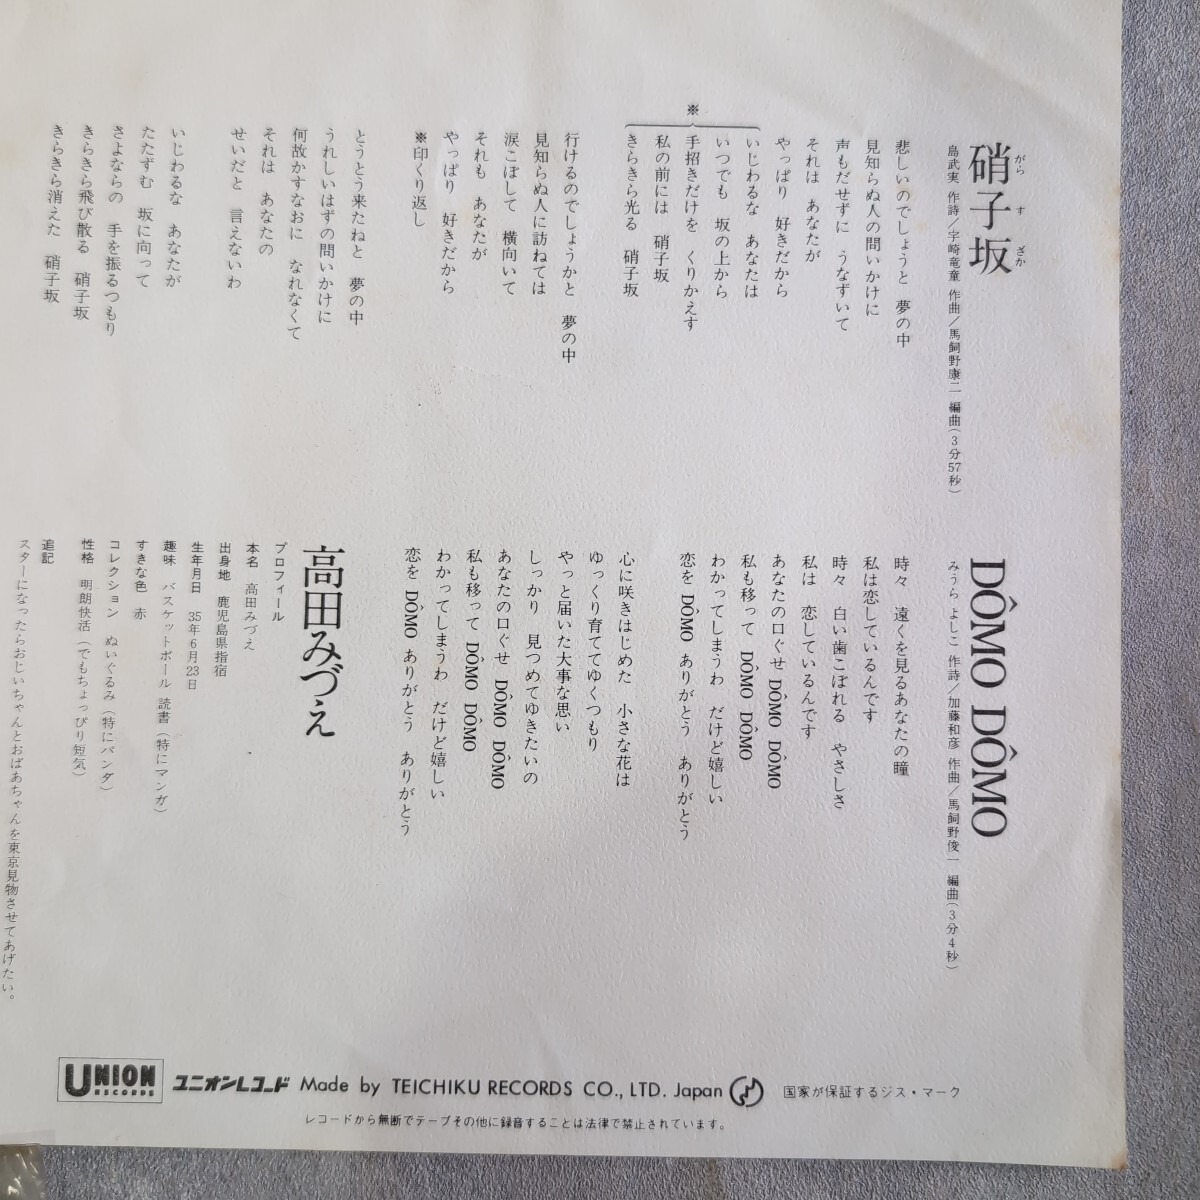 硝子坂
がらすざか
島武実 作詩/宇崎竜童 作曲/馬飼野康二 編曲(3分57秒)
悲しいのでしょうと 夢の中
見知らぬ人の問いかけに
声もだせずに うなずいて
それは あなたが
やっぱり 好きだから
※
いじわるな あなたは
いつでも 坂の上から
手招きだけを くりかえす
私の前には 硝子坂
きらきら光る 硝子坂
行けるのでしょうかと 夢の中
見知らぬ人に訪ねては
涙こぼして 横向いて
それも あなたが
やっぱり 好きだから
※印くり返し
とうとう来たねと 夢の中
うれしいはずの問いかけに
何故かすなおに なれなくて
それは あなたの
せいだと 言えないわ
いじわるな あなたが
たたずむ 坂に向って
さよならの 手を振るつもり
きらきら飛び散る 硝子坂
きらきら消えた 硝子坂
DÔMO DÔMO
みうら よしこ 作詩/加藤和彦 作曲/馬飼野俊一 編曲(3分4秒)
時々 遠くを見るあなたの瞳
私は恋しているんです
時々 白い歯こぼれる やさしさ
私は 恋しているんです
あなたの口ぐせ DÔMO DÔMO
私も移って DÔMO DÔMO
わかってしまうわ だけど嬉しい
恋を DÔMO ありがとう ありがとう
心に咲きはじめた 小さな花は
ゆっくり育ててゆくつもり
やっと届いた大事な思い
しっかり 見つめてゆきたいの
あなたの口ぐせ DÔMO DÔMO
私も移って DÔMO DÔMO
わかってしまうわ だけど嬉しい
恋を DÔMO ありがとう ありがとう
高田みづえ
プロフィール
本名 高田みづえ
出身地 鹿児島県指宿
生年月日 35年6月23日
趣味 バスケットボール 読書(特にマンガ)
すきな色 赤
コレクション ぬいぐるみ(特にパンダ)
性格 明朗快活(でもちょっぴり短気)
追記
スターになったらおじいちゃんとおばあちゃんを東京見物させてあげたい。
UNION RECORDS ユニオンレコード Made by TEICHIKU RECORDS CO., LTD. Japan 国家が保証するジス・マーク
レコードから無断でテープその他に録音することは法律で禁止されています。